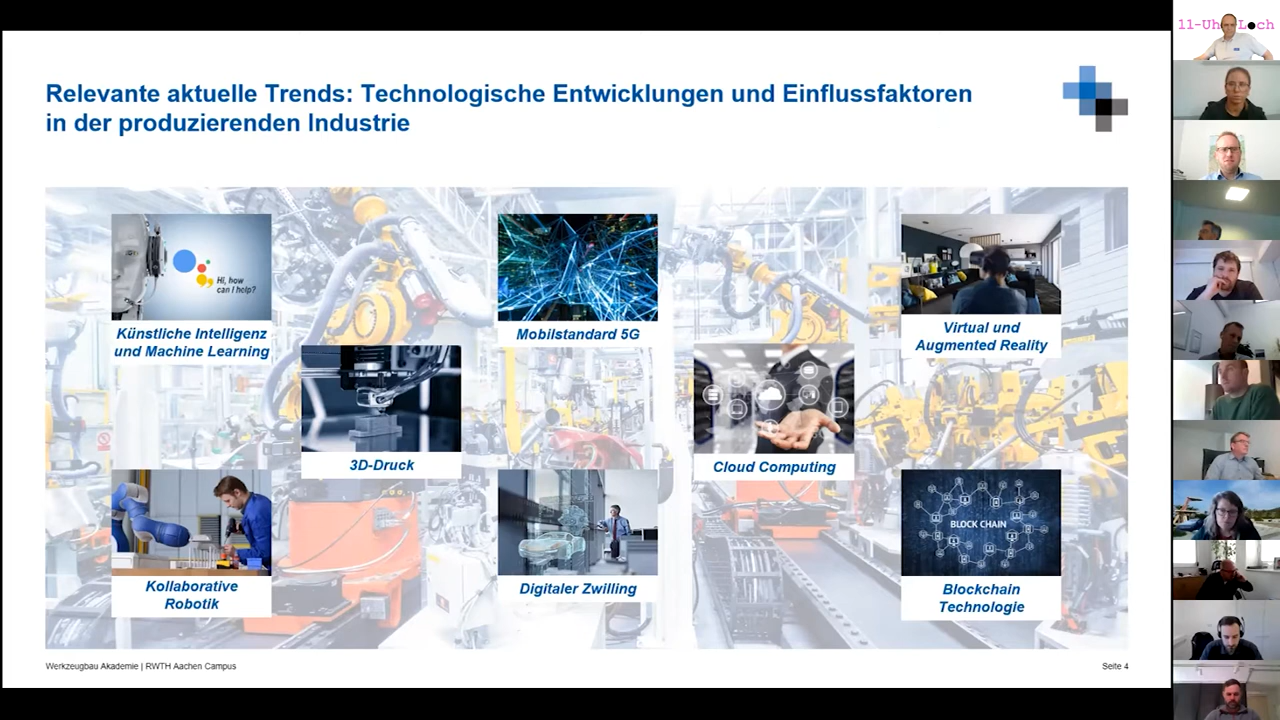 Relevante aktuelle Trends: Technologische Entwicklungen und Einflussfaktoren
in der produzierenden Industrie
Hi, how
can I help?
Künstliche Intelligenz
und Machine Learning
Mobilstandard 5G
Virtual und
Augmented Reality
3D-Druck
Cloud Computing
Kollaborative
Robotik
Digitaler Zwilling
BLOCK CHAIN
Blockchain
Technologie
Werkzeugbau Akademie | RWTH Aachen Campus
Seite 4